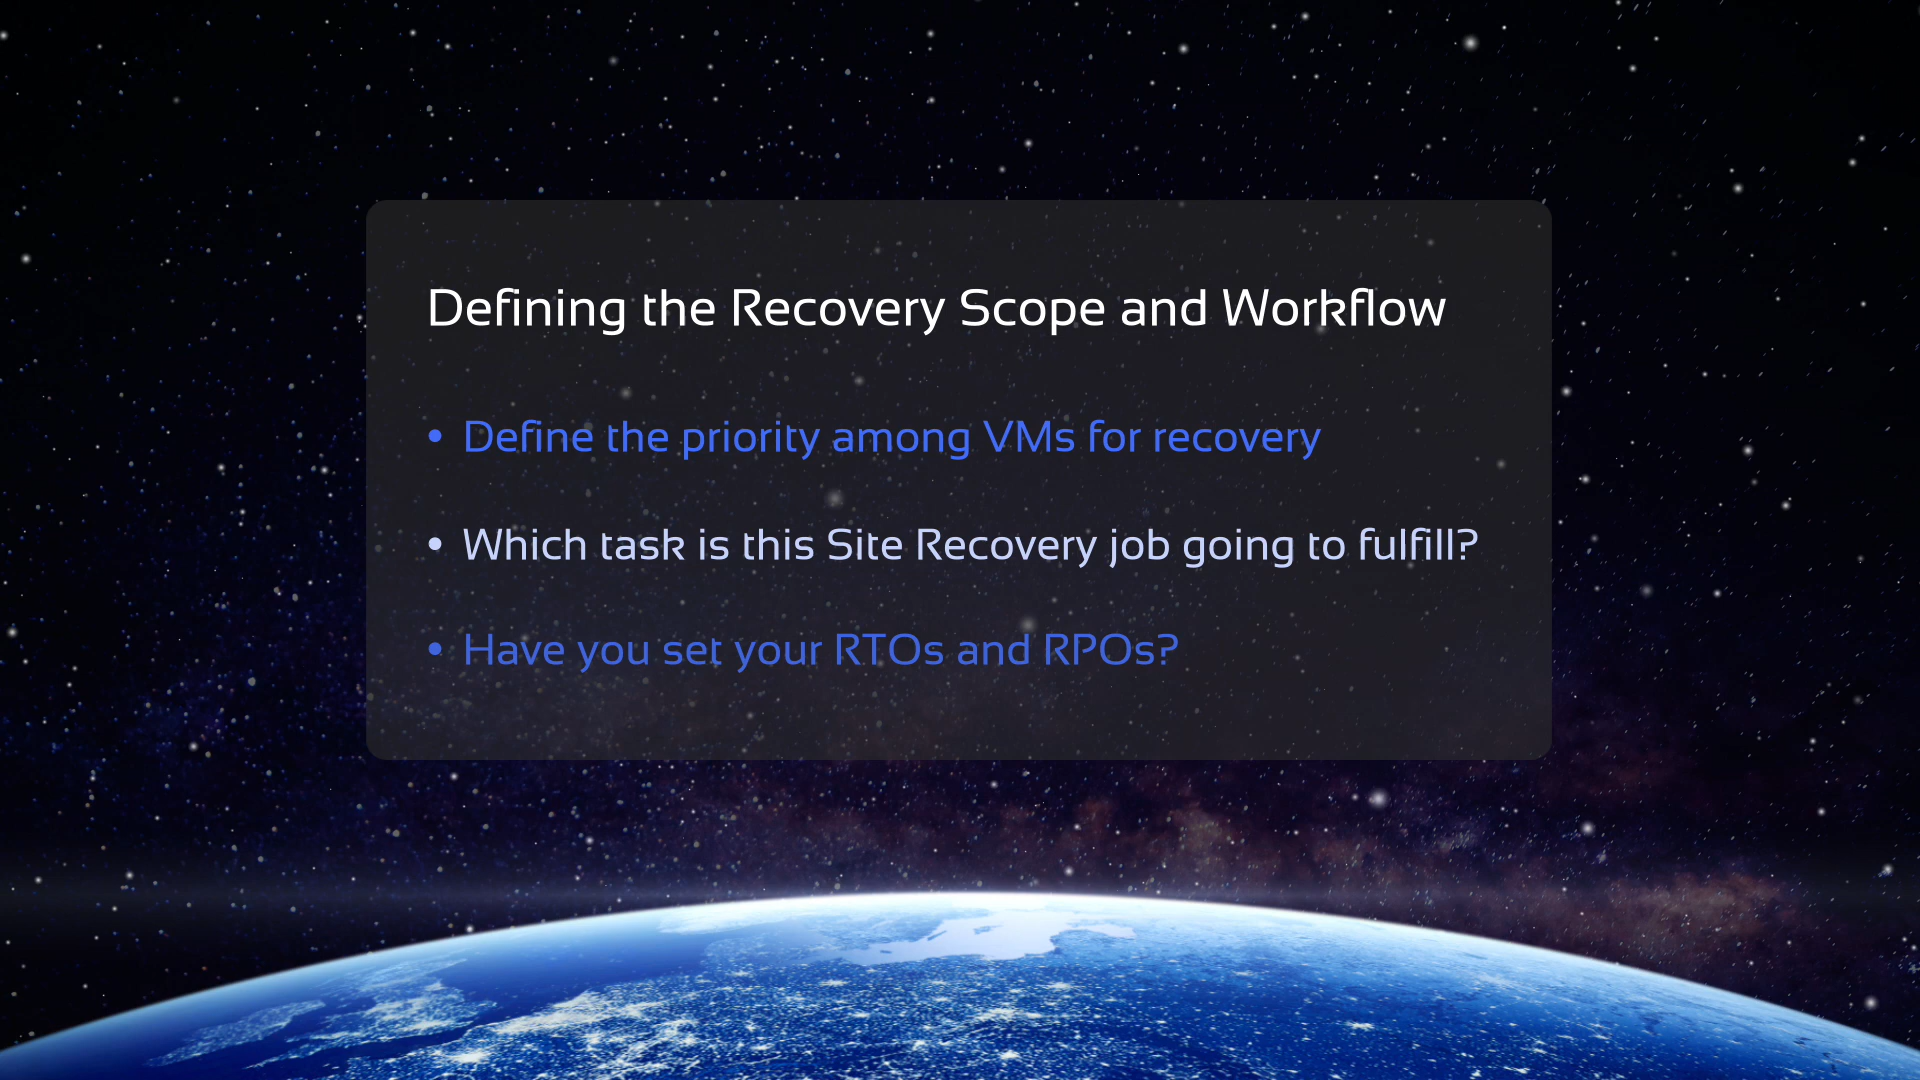 Defining the Recovery Scope and Workflow
• Define the priority among VMs for recovery
• Which task is this Site Recovery job going to fulfill?
• Have you set your RTOs and RPOs?